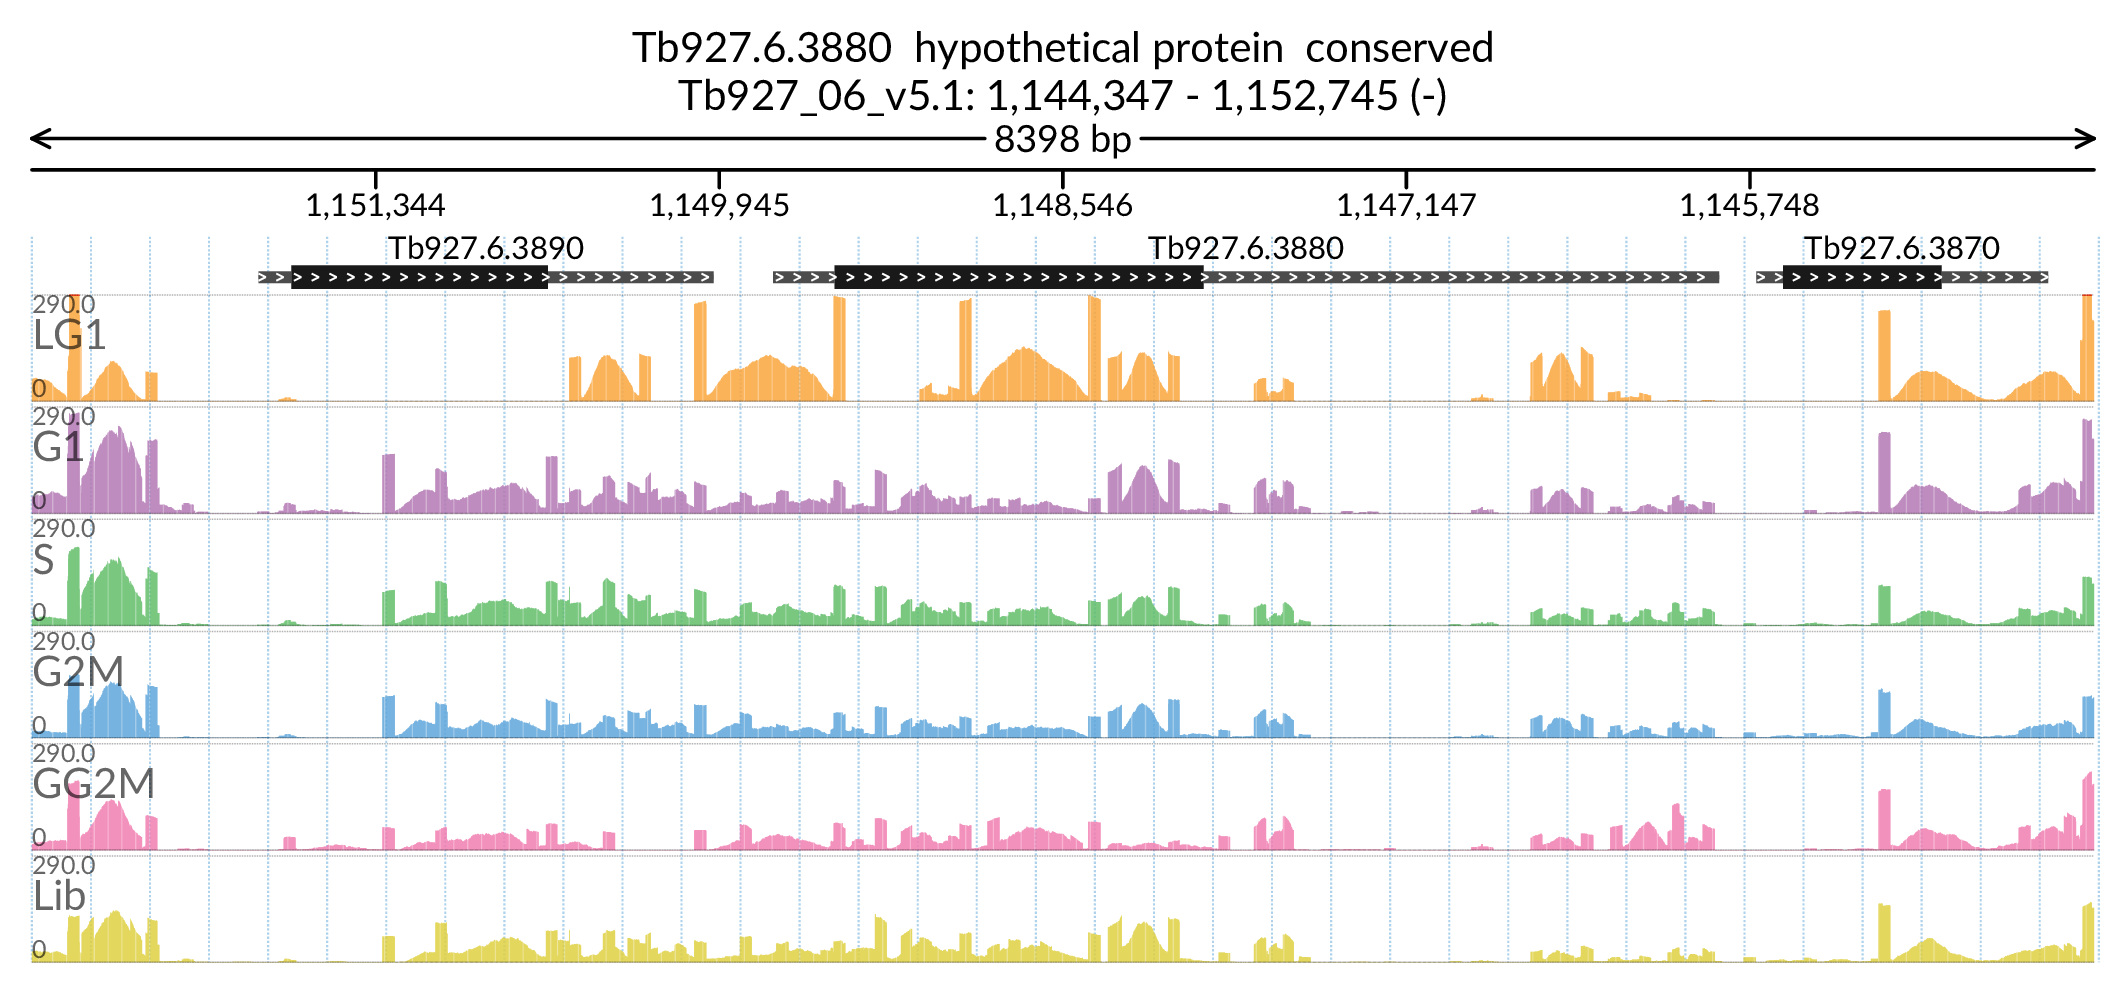 Tb927.6.3880  hypothetical protein  conserved
Tb927_06_v5.1: 1,144,347 - 1,152,745 (-)
8398 bp
1,151,344 1,149,945 1,148,546 1,147,147 1,145,748
Tb927.6.3890 Tb927.6.3880 Tb927.6.3870
290.0
LG1
0
290.0
G1
0
290.0
S
0
290.0
G2M
0
290.0
GG2M
0
290.0
Lib
0